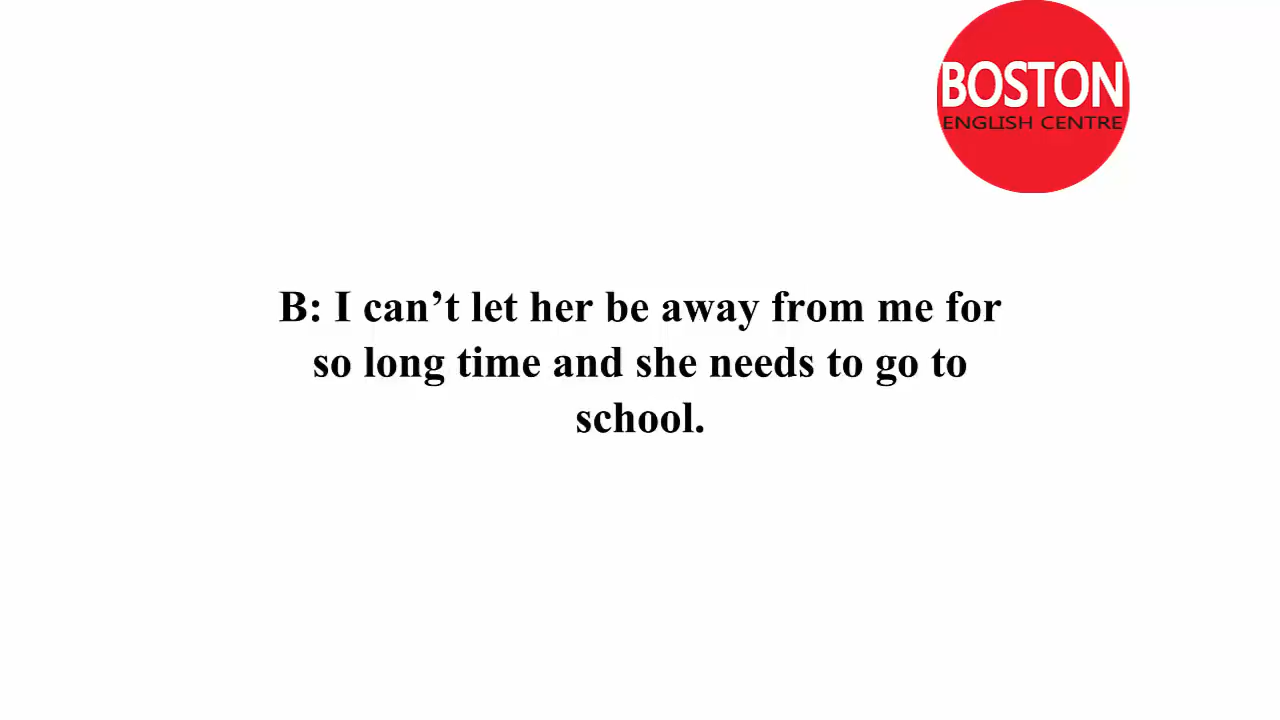 BOSTON
ENGLISH CENTRE
B: I can’t let her be away from me for
so long time and she needs to go to
school.